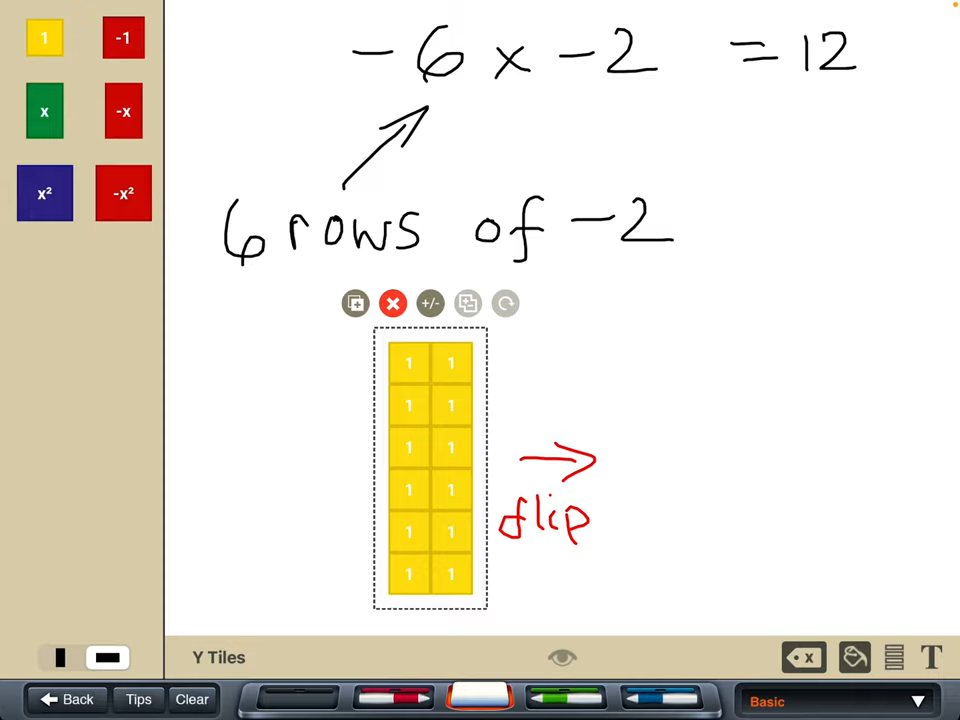 1 -1
x -x
x² -x²
-6 x -2 = 12
6 rows of -2
+/-
1 1
1 1
1 1
1 1
1 1
1 1
flip
Y Tiles
x
T
Back Tips Clear
Basic